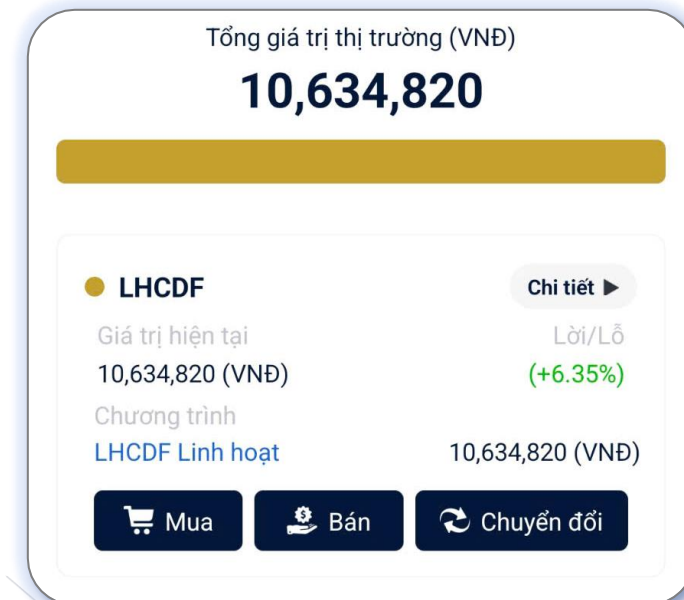 Tổng giá trị thị trường (VNĐ)
10,634,820
LHCDF
Chi tiết ▶
Giá trị hiện tại
Lời/Lỗ
10,634,820 (VNĐ)
(+6.35%)
Chương trình
LHCDF Linh hoạt
10,634,820 (VNĐ)
Mua
Bán
Chuyển đổi